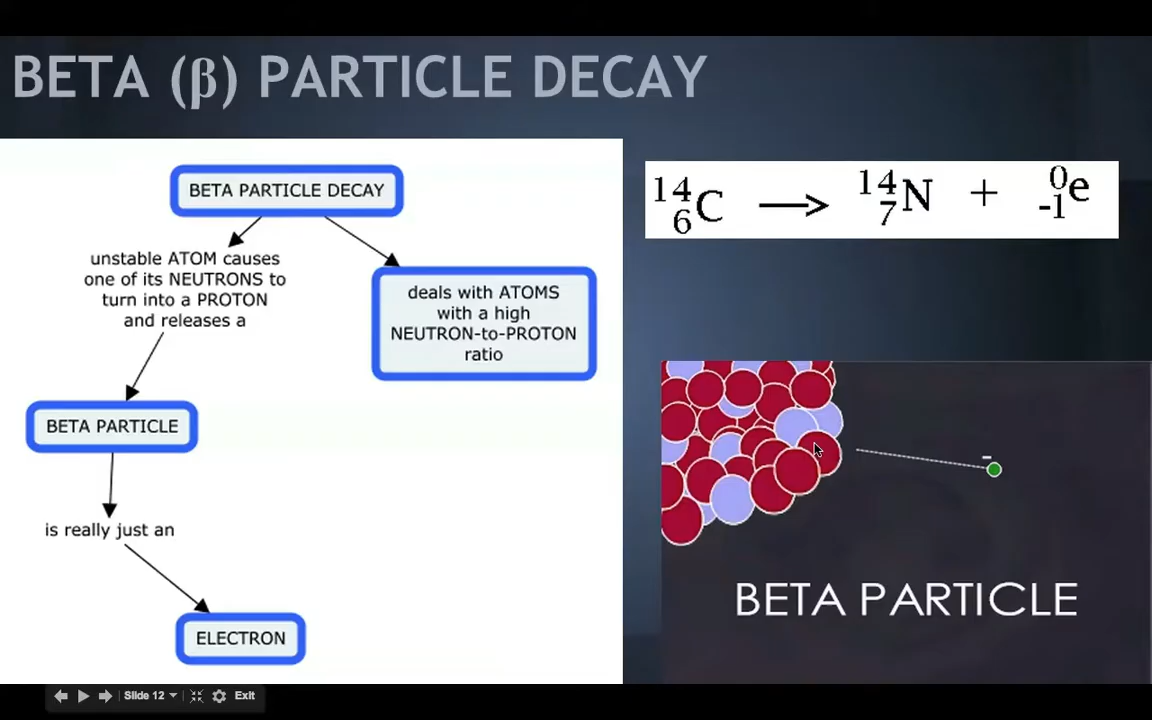 BETA (β) PARTICLE DECAY
BETA PARTICLE DECAY
unstable ATOM causes
one of its NEUTRONS to
turn into a PROTON
and releases a
deals with ATOMS
with a high
NEUTRON-to-PROTON
ratio
BETA PARTICLE
is really just an
ELECTRON
14 6 C → 14 7 N + 0 -1 e
-
BETA PARTICLE
Slide 12 Exit